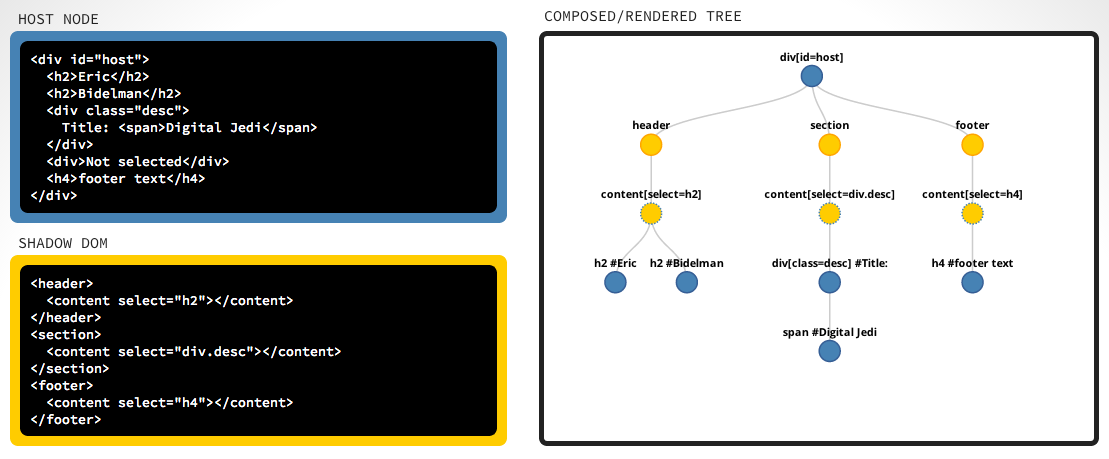 HOST NODE
<div id="host">
  <h2>Eric</h2>
  <h2>Bidelman</h2>
  <div class="desc">
    Title: <span>Digital Jedi</span>
  </div>
  <div>Not selected</div>
  <h4>footer text</h4>
</div>
SHADOW DOM
<header>
  <content select="h2"></content>
</header>
<section>
  <content select="div.desc"></content>
</section>
<footer>
  <content select="h4"></content>
</footer>
COMPOSED/RENDERED TREE
div[id=host]
header section footer
content[select=h2] content[select=div.desc] content[select=h4]
h2 #Eric h2 #Bidelman div[class=desc] #Title: h4 #footer text
span #Digital Jedi